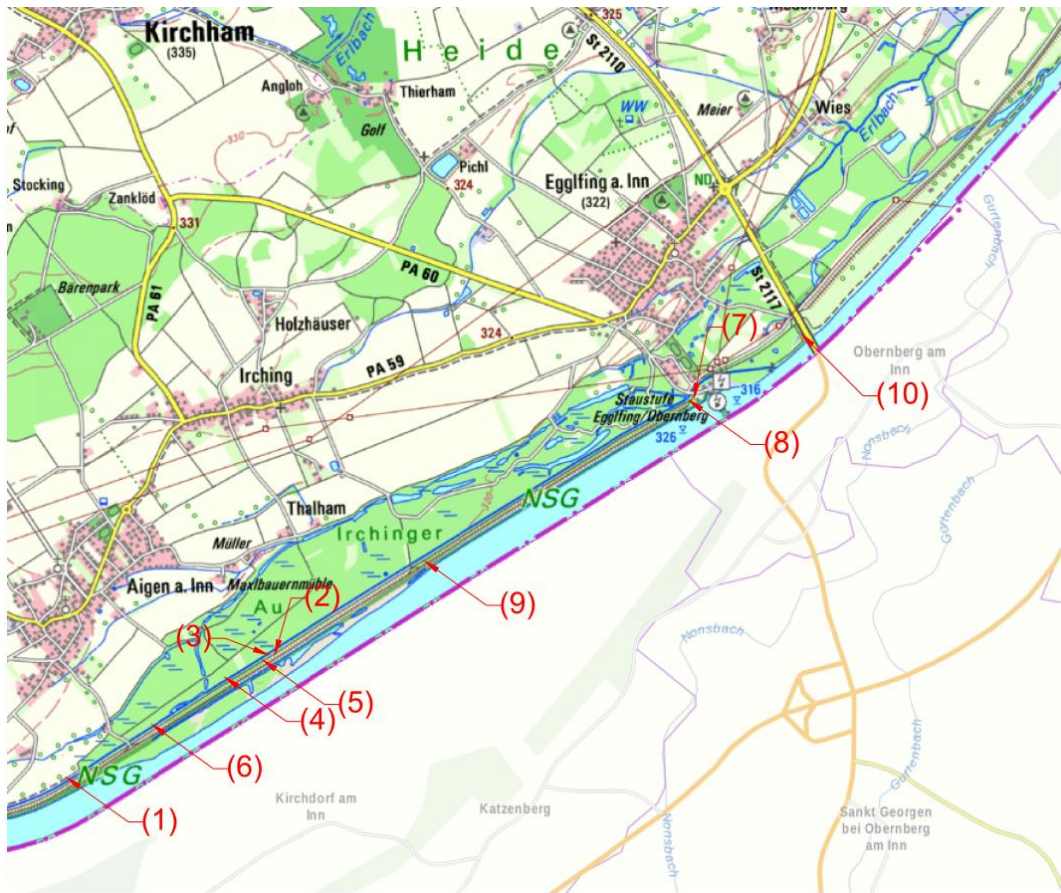 325
Kirchham
(335)
Erlbach
Heide
St 2110
Angloh
Thierham
Golf
WW
Meier
Wies
Erlbach
330
Pichl
324
Stocking
Zanklöd
331
Egglfing a. Inn
(322)
ND
Gurtenbach
PA 60
St 2117
Bärenpark
PA 61
Holzhäuser
324
(7)
PA 59
Obernberg am
Inn
(10)
Irching
Staustufe
Egglfing/Obernberg
316
326
(8)
Nonsbach
NSG
320
Gurtenbach
Thalham
Irchinger
Müller
Aigen a. Inn
Maxlbauernmühle
Au
(2)
(9)
(3)
Nonsbach
(5)
(4)
(6)
NSG
(1)
Gurtenbach
Kirchdorf am
Inn
Katzenberg
Sankt Georgen
bei Obernberg
am Inn
Nonsbach